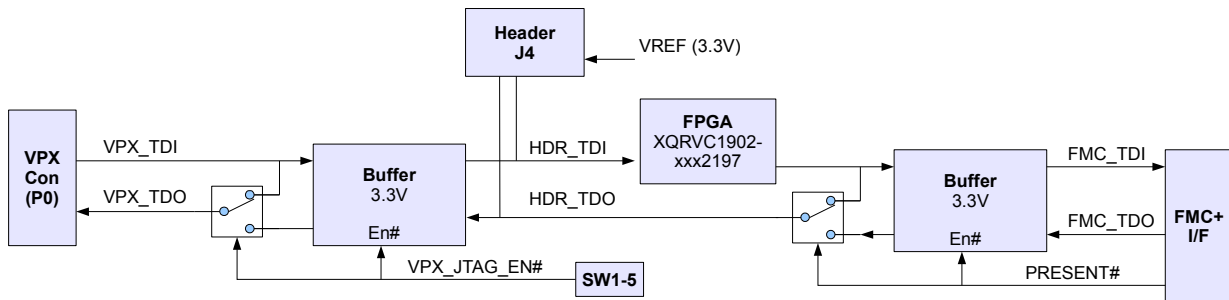 Header
J4
VREF (3.3V)
VPX
Con
(P0)
VPX_TDI
VPX_TDO
Buffer
3.3V
En#
VPX_JTAG_EN#
SW1-5
HDR_TDI
HDR_TDO
FPGA
XQRVC1902-
xxx2197
Buffer
3.3V
En#
FMC_TDI
FMC_TDO
PRESENT#
FMC+
I/F